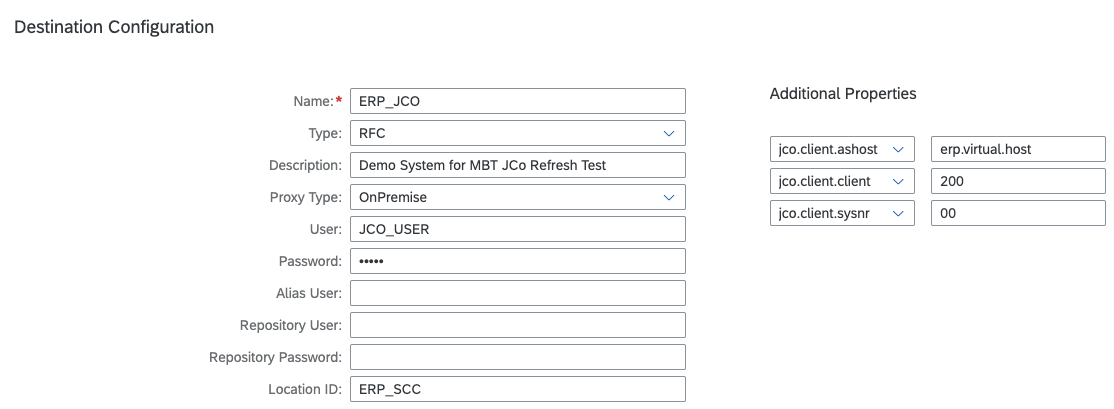 Destination Configuration
Name:* ERP_JCO
Type: RFC
Description: Demo System for MBT JCo Refresh Test
Proxy Type: OnPremise
User: JCO_USER
Password: •••••
Alias User:
Repository User:
Repository Password:
Location ID: ERP_SCC
Additional Properties
jco.client.ashost erp.virtual.host
jco.client.client 200
jco.client.sysnr 00